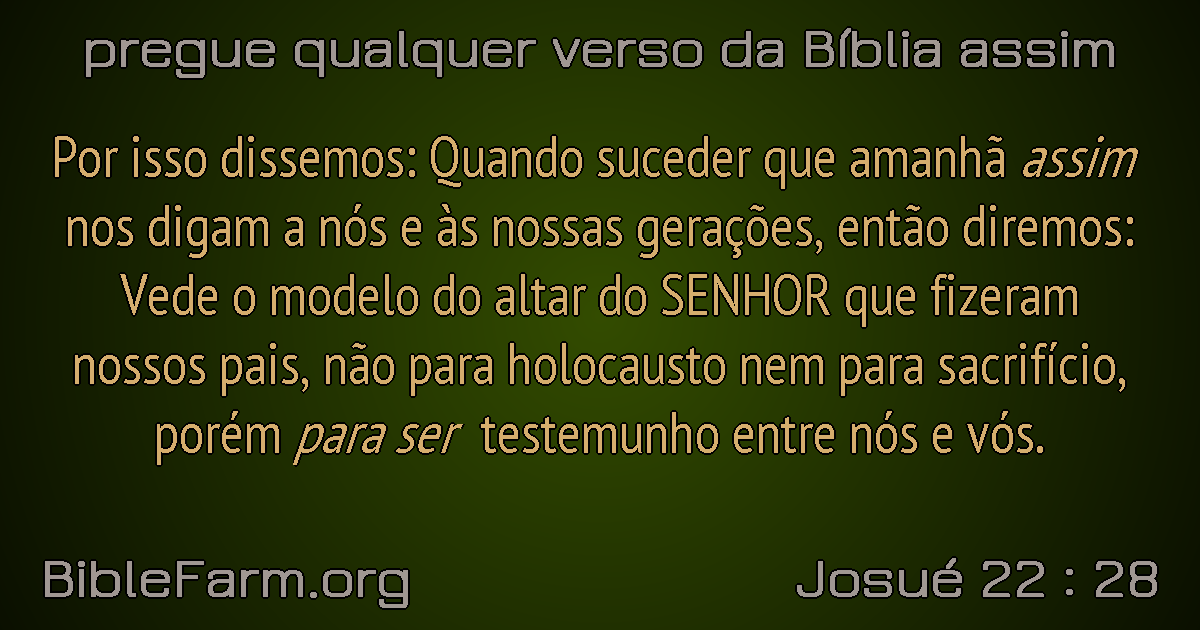 pregue qualquer verso da Bíblia assim
Por isso dissemos: Quando suceder que amanhã assim
nos digam a nós e às nossas gerações, então diremos:
Vede o modelo do altar do SENHOR que fizeram
nossos pais, não para holocausto nem para sacrifício,
porém para ser testemunho entre nós e vós.
BibleFarm.org
Josué 22 : 28